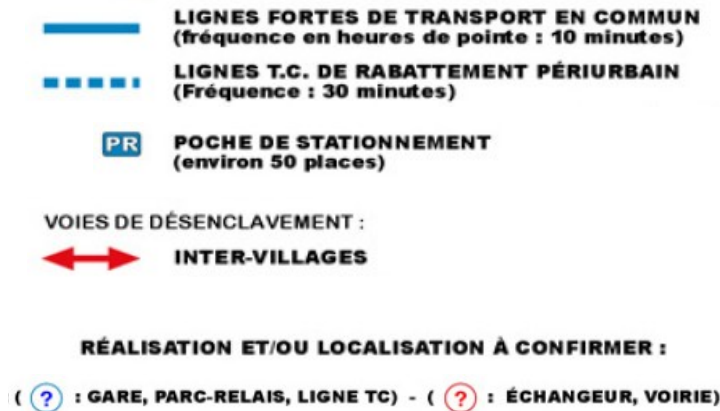 LIGNES FORTES DE TRANSPORT EN COMMUN
(fréquence en heures de pointe : 10 minutes)
LIGNES T.C. DE RABATTEMENT PÉRIURBAIN
(Fréquence : 30 minutes)
PR POCHE DE STATIONNEMENT
(environ 50 places)
VOIES DE DÉSENCLAVEMENT :
INTER-VILLAGES
RÉALISATION ET/OU LOCALISATION À CONFIRMER :
( ? : GARE, PARC-RELAIS, LIGNE TC) - ( ? : ÉCHANGEUR, VOIRIE)